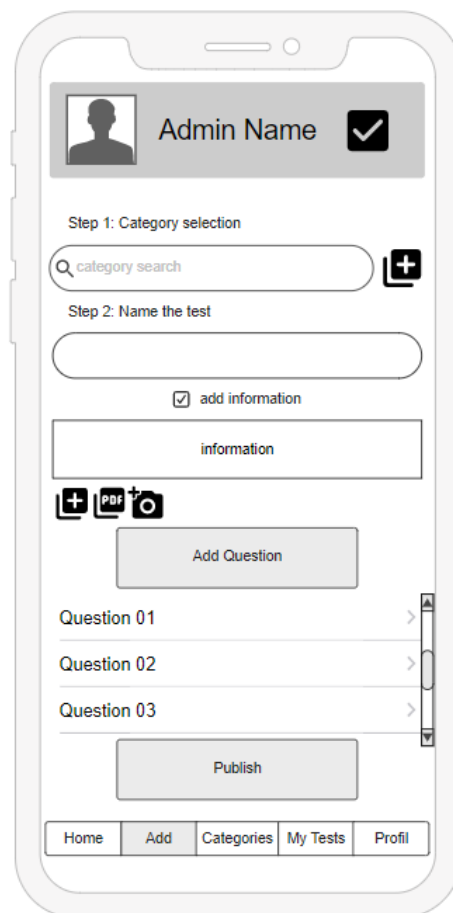 Admin Name
Step 1: Category selection
category search
Step 2: Name the test
add information
information
PDF
Add Question
Question 01
Question 02
Question 03
Publish
Home Add Categories My Tests Profil